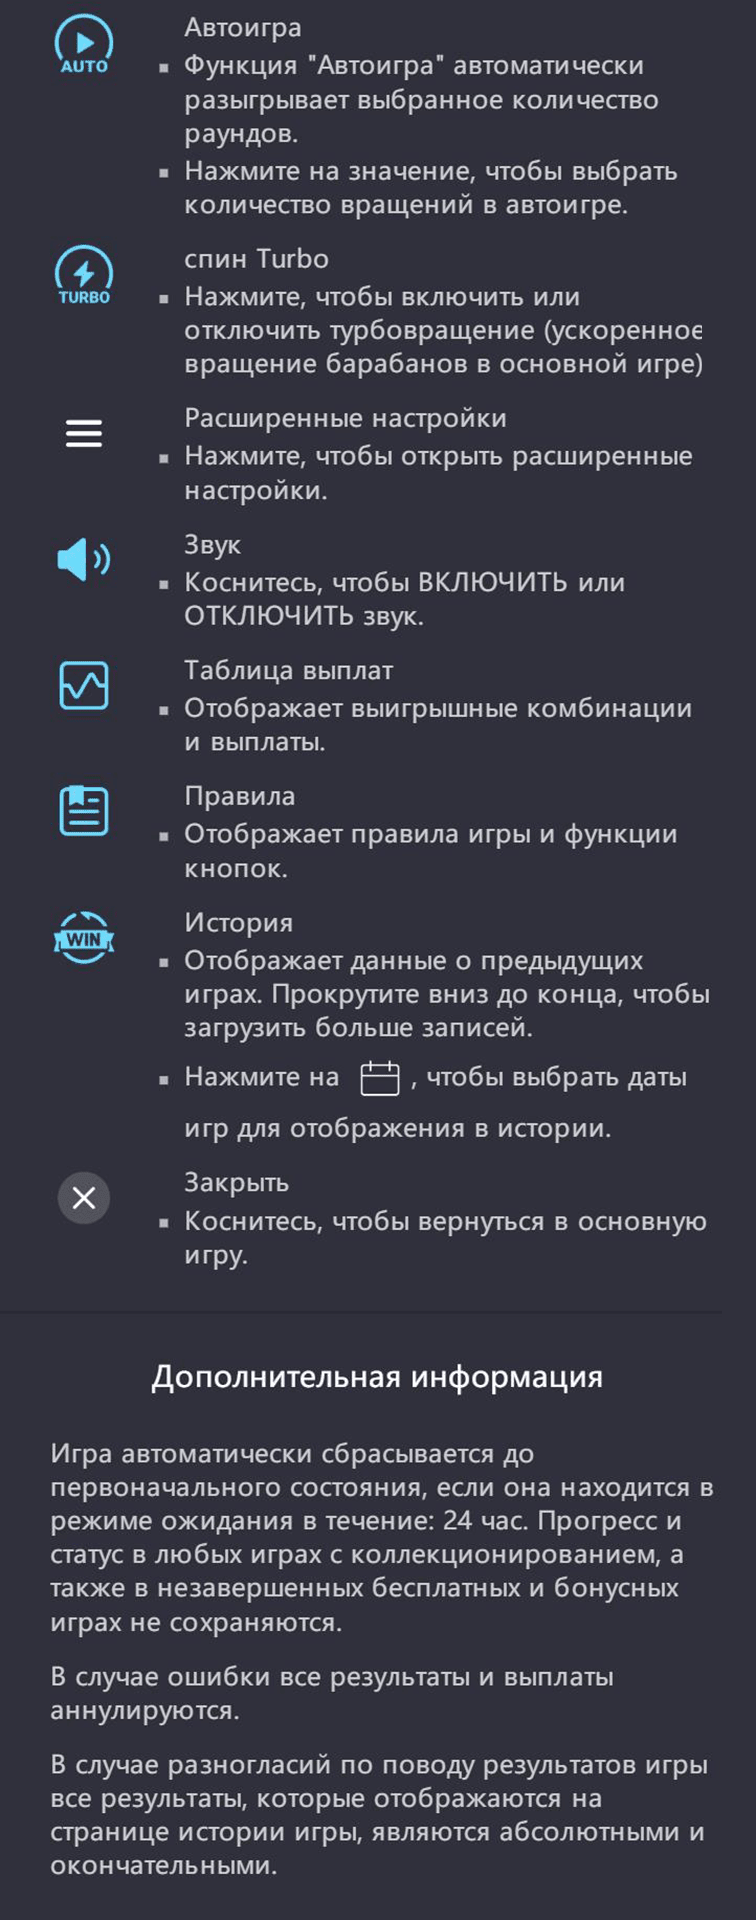 Автоигра
AUTO
▪ Функция "Автоигра" автоматически
разыгрывает выбранное количество
раундов.
▪ Нажмите на значение, чтобы выбрать
количество вращений в автоигре.
спин Turbo
TURBO
▪ Нажмите, чтобы включить или
отключить турбовращение (ускоренное
вращение барабанов в основной игре)
Расширенные настройки
▪ Нажмите, чтобы открыть расширенные
настройки.
Звук
▪ Коснитесь, чтобы ВКЛЮЧИТЬ или
ОТКЛЮЧИТЬ звук.
Таблица выплат
▪ Отображает выигрышные комбинации
и выплаты.
Правила
▪ Отображает правила игры и функции
кнопок.
История
WIN
▪ Отображает данные о предыдущих
играх. Прокрутите вниз до конца, чтобы
загрузить больше записей.
▪ Нажмите на , чтобы выбрать даты
игр для отображения в истории.
Закрыть
▪ Коснитесь, чтобы вернуться в основную
игру.
Дополнительная информация
Игра автоматически сбрасывается до
первоначального состояния, если она находится в
режиме ожидания в течение: 24 час. Прогресс и
статус в любых играх с коллекционированием, а
также в незавершенных бесплатных и бонусных
играх не сохраняются.
В случае ошибки все результаты и выплаты
аннулируются.
В случае разногласий по поводу результатов игры
все результаты, которые отображаются на
странице истории игры, являются абсолютными и
окончательными.